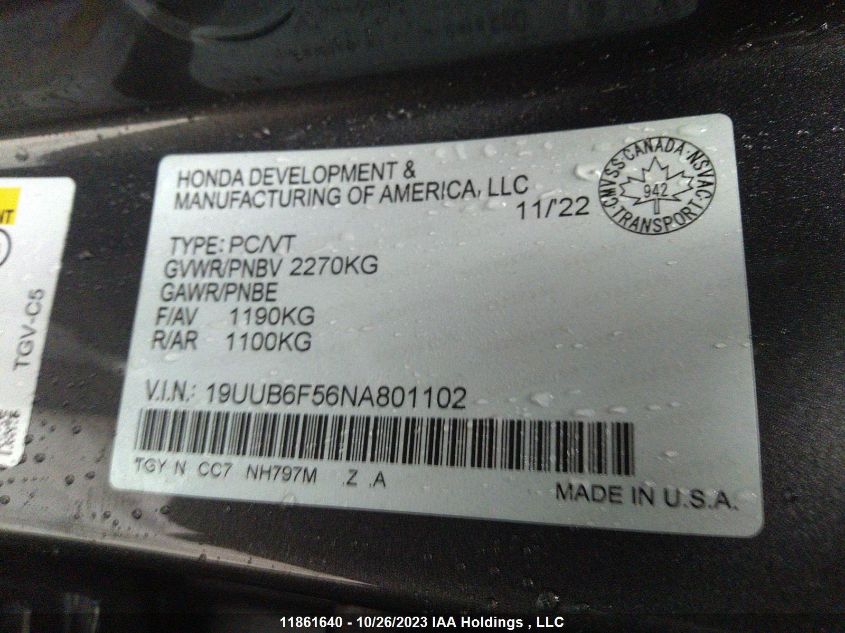 HONDA DEVELOPMENT &
MANUFACTURING OF AMERICA, LLC
11/'22
CMVSS·CANADA·NSVAC
942
TRANSPORT
TYPE: PC/VT
GVWR/PNBV 2270KG
GAWR/PNBE
F/AV 1190KG
R/AR 1100KG
V.I.N.: 19UUB6F56NA801102
TGY N CC7 NH797M .Z .A
MADE IN U.S.A.
TGV-C5
11861640 - 10/26/2023 IAA Holdings , LLC